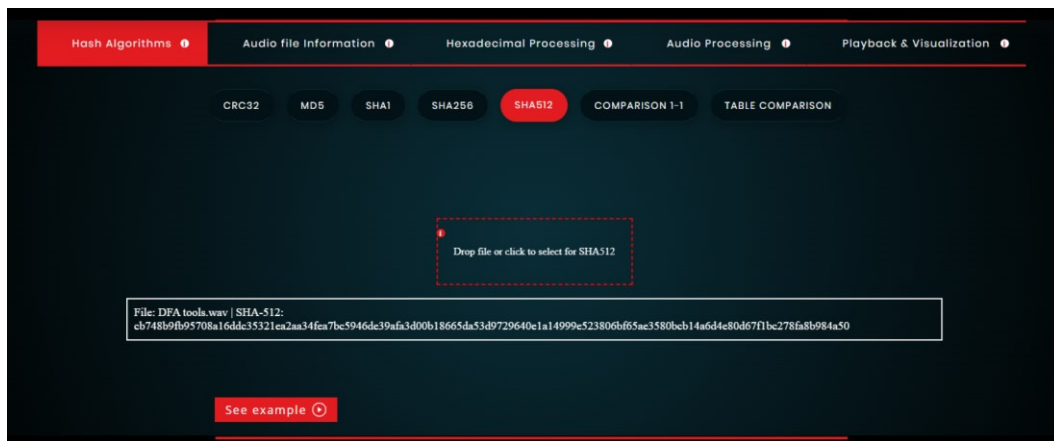 Hash Algorithms
Audio file Information
Hexadecimal Processing
Audio Processing
Playback & Visualization
CRC32
MD5
SHA1
SHA256
SHA512
COMPARISON 1-1
TABLE COMPARISON
Drop file or click to select for SHA512
File: DFA tools.wav | SHA-512:
See example